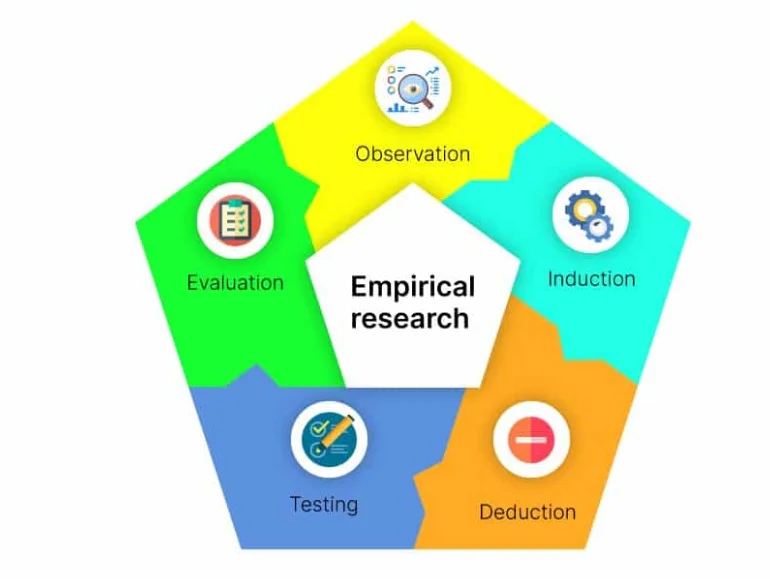 Observation
Induction
Deduction
Testing
Evaluation
Empirical
research